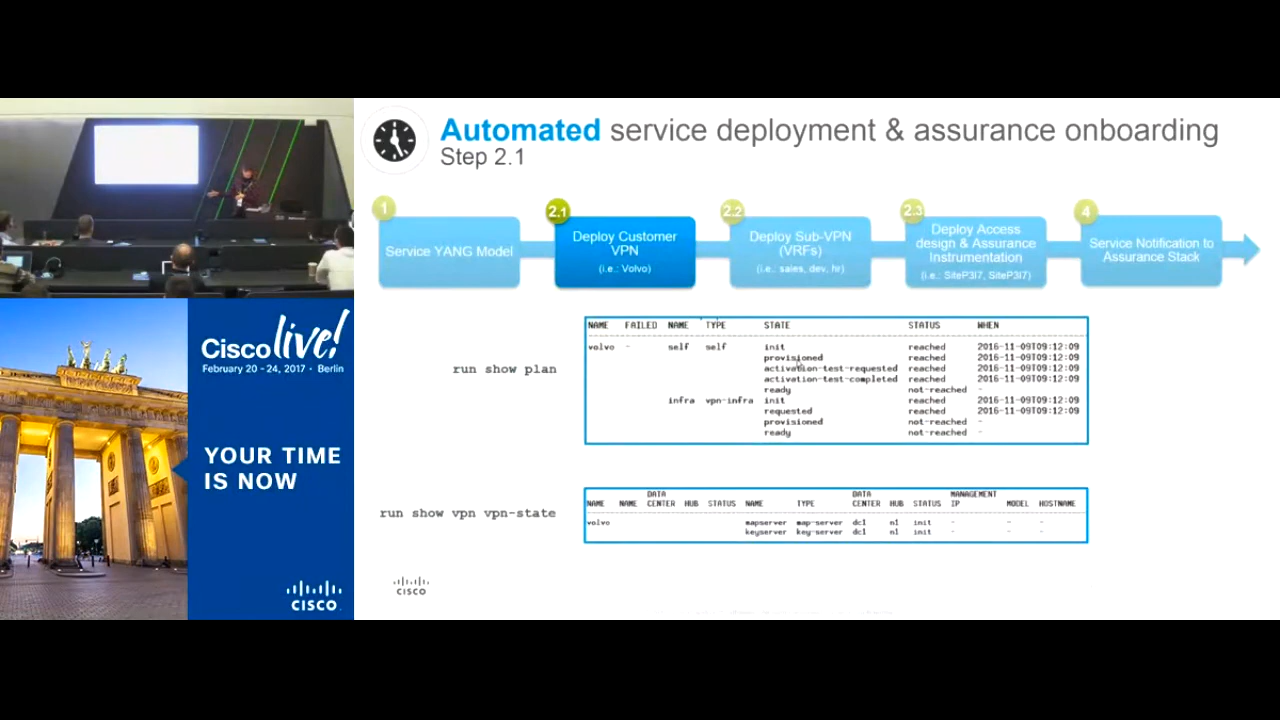 Automated service deployment & assurance onboarding
Step 2.1
1
Service YANG Model
2.1
Deploy Customer
VPN
(i.e.: Volvo)
2.2
Deploy Sub-VPN
(VRFs)
(i.e.: sales, dev, hr)
2.3
Deploy Access
design & Assurance
Instrumentation
(i.e.: SiteP3I7, SiteP3I7)
4
Service Notification to
Assurance Stack
run show plan
NAME FAILED NAME TYPE STATE STATUS WHEN
volvo - self self init reached 2016-11-09T09:12:09
provisioned reached 2016-11-09T09:12:09
activation-test-requested reached 2016-11-09T09:12:09
activation-test-completed reached 2016-11-09T09:12:09
ready not-reached -
infra vpn-infra init reached 2016-11-09T09:12:09
requested reached 2016-11-09T09:12:09
provisioned not-reached -
ready not-reached -
run show vpn vpn-state
DATA DATA MANAGEMENT
NAME NAME CENTER HUB STATUS NAME TYPE CENTER HUB STATUS IP MODEL HOSTNAME
volvo mapserver map-server dc1 n1 init - - -
keyserver key-server dc1 n1 init - - -
CISCO
Cisco live!
February 20 - 24, 2017 · Berlin
YOUR TIME
IS NOW
CISCO